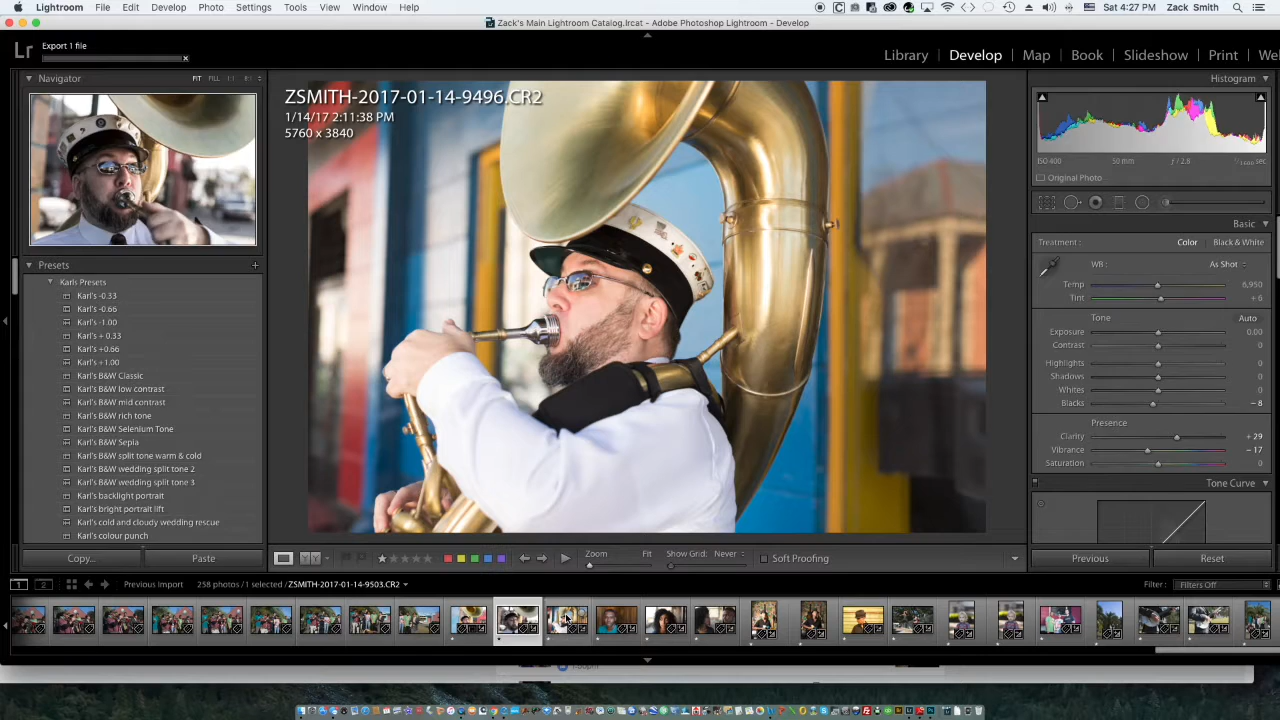 Lightroom File Edit Develop Photo Settings Tools View Window Help
Sat 4:27 PM Zack Smith
Zack's Main Lightroom Catalog.lrcat - Adobe Photoshop Lightroom - Develop
Lr Export 1 file
Library Develop Map Book Slideshow Print We
Navigator FIT FILL 1:1
Histogram
ZSMITH-2017-01-14-9496.CR2
1/14/17 2:11:38 PM
5760 x 3840
ISO 400 50 mm ƒ / 2.8
Original Photo
Basic
Treatment: Color Black & White
WB: As Shot
Temp 6,950
Tint + 6
Tone Auto
Exposure 0.00
Contrast 0
Highlights 0
Shadows 0
Whites 0
Blacks – 8
Presence
Clarity + 29
Vibrance – 17
Saturation 0
Tone Curve
Presets
Karls Presets
Karl's -0.33
Karl's -0.66
Karl's -1.00
Karl's + 0.33
Karl's +0.66
Karl's +1.00
Karl's B&W Classic
Karl's B&W low contrast
Karl's B&W mid contrast
Karl's B&W rich tone
Karl's B&W Selenium Tone
Karl's B&W Sepia
Karl's B&W split tone warm & cold
Karl's B&W wedding split tone 2
Karl's B&W wedding split tone 3
Karl's backlight portrait
Karl's bright portrait lift
Karl's cold and cloudy wedding rescue
Karl's colour punch
Copy... Paste
Zoom Fit Show Grid: Never Soft Proofing
Previous Reset
1 2 Previous Import 258 photos / 1 selected / ZSMITH-2017-01-14-9503.CR2
Filter: Filters Off